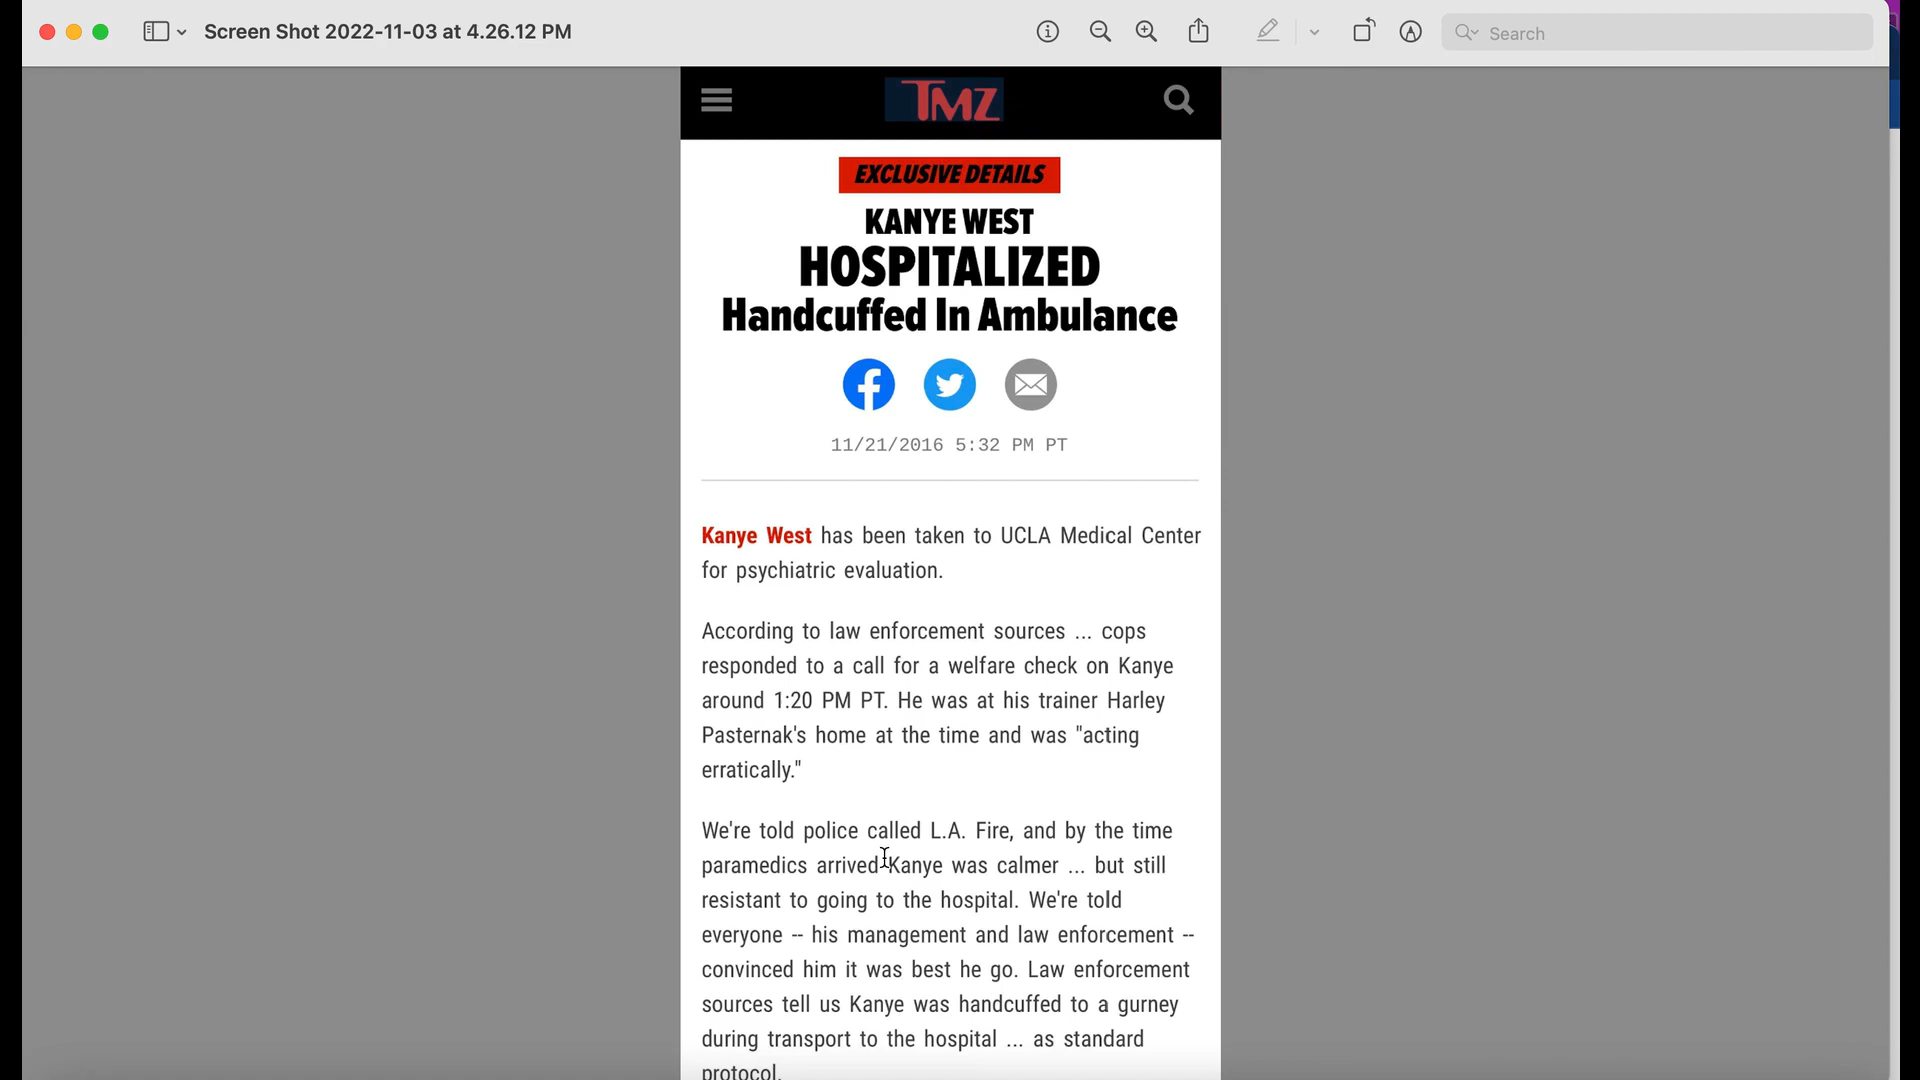 Screen Shot 2022-11-03 at 4.26.12 PM
Search
TMZ
EXCLUSIVE DETAILS
KANYE WEST
HOSPITALIZED
Handcuffed In Ambulance
11/21/2016 5:32 PM PT
Kanye West has been taken to UCLA Medical Center
for psychiatric evaluation.
According to law enforcement sources ... cops
responded to a call for a welfare check on Kanye
around 1:20 PM PT. He was at his trainer Harley
Pasternak's home at the time and was "acting
erratically."
We're told police called L.A. Fire, and by the time
paramedics arrived Kanye was calmer ... but still
resistant to going to the hospital. We're told
everyone -- his management and law enforcement --
convinced him it was best he go. Law enforcement
sources tell us Kanye was handcuffed to a gurney
during transport to the hospital ... as standard
protocol.